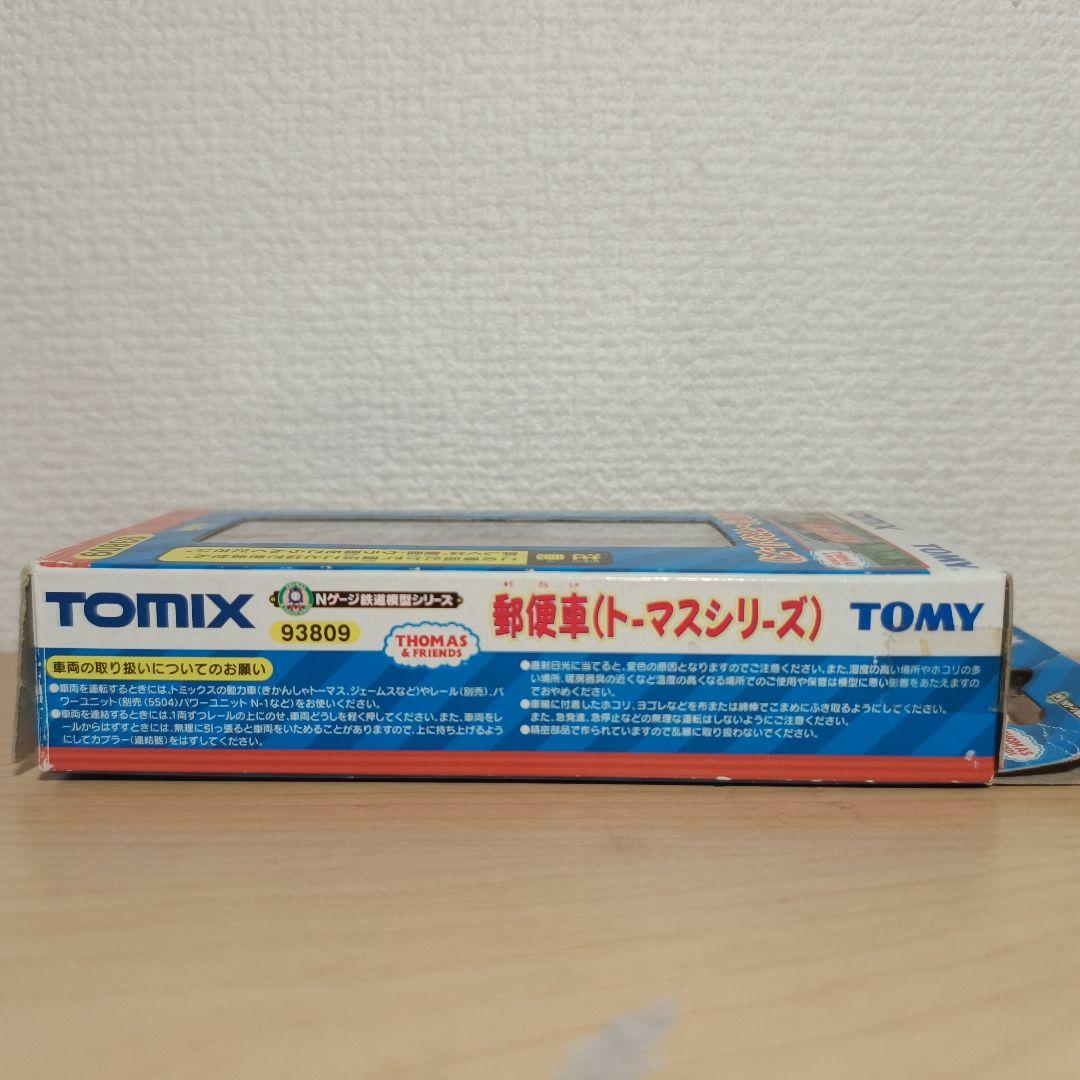 TOMIX
TOMY
TOMIX
Nゲージ鉄道模型シリーズ
93809
THOMAS
& FRIENDS
ゆう びん しゃ
郵便車(トーマスシリーズ)
TOMY
車両の取り扱いについてのお願い
●車両を運転するときには、トミックスの動力車(きかんしゃトーマス、ジェームスなど)やレール(別売)、パ
ワーユニット(別売〈5504〉パワーユニット N-1など)をお使いください。
●車両を連結するときには、1両ずつレールの上にのせ、車両どうしを軽く押してください。また、車両をレ
ールからはずすときには、無理に引っ張ると車両をいためることがありますので、上に持ち上げるよう
にしてカプラー(連結器)をはずしてください。
●直射日光に当てると、変色の原因となりますのでご注意ください。また、湿度の高い場所やホコリの多
い場所、暖房器具の近くなど温度の高くなる場所でのご使用や保管は模型に悪い影響をあたえますので
でおやめください。
●車輪に付着したホコリ、ヨゴレなどを布または綿棒でこまめにふき取るようにしてください。
また、急発進、急停止などの無理な運転はしないようにご注意ください。
●精密部品で作られていますので乱暴に取り扱わないでください。
THOMAS
& FRIENDS